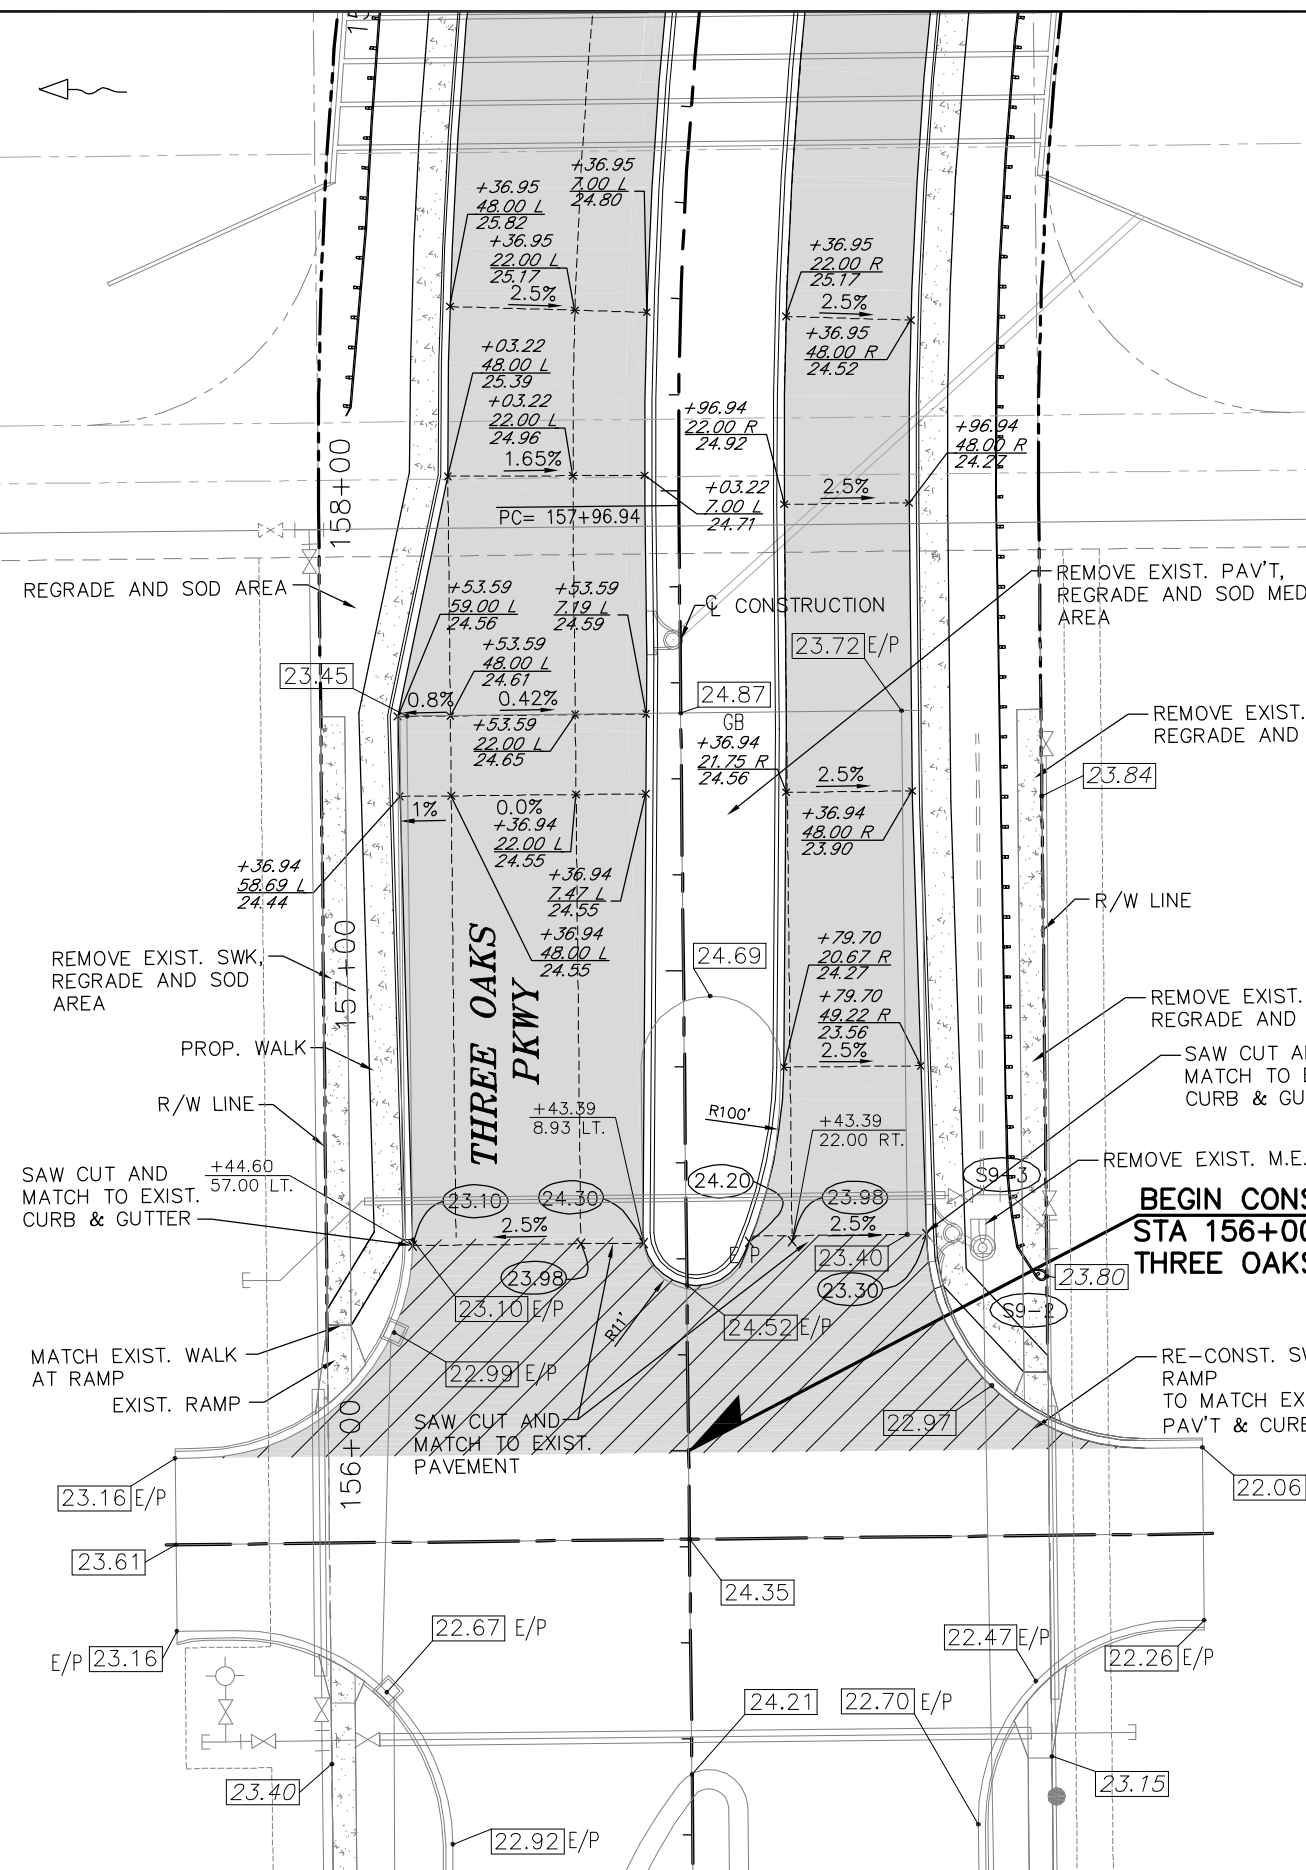 +36.95
7.00 L
24.80
+36.95
48.00 L
25.82
+36.95
22.00 L
25.17
2.5%
+36.95
22.00 R
25.17
2.5%
+36.95
48.00 R
24.52
+03.22
48.00 L
25.39
+03.22
22.00 L
24.96
1.65%
+96.94
22.00 R
24.92
+96.94
48.00 R
24.27
158+00
PC= 157+96.94
+03.22
7.00 L
24.71
2.5%
REGRADE AND SOD AREA
+53.59
59.00 L
24.56
+53.59
7.19 L
24.59
+53.59
48.00 L
24.61
℄ CONSTRUCTION
REMOVE EXIST. PAV'T,
REGRADE AND SOD MED
AREA
23.72 E/P
23.45
0.8%
0.42%
24.87
GB
+53.59
22.00 L
24.65
+36.94
21.75 R
24.56
2.5%
REMOVE EXIST.
REGRADE AND
23.84
1%
0.0%
+36.94
22.00 L
24.55
+36.94
48.00 R
23.90
+36.94
58.69 L
24.44
+36.94
7.47 L
24.55
+36.94
48.00 L
24.55
R/W LINE
157+00
REMOVE EXIST. SWK,
REGRADE AND SOD
AREA
THREE OAKS
PKWY
24.69
+79.70
20.67 R
24.27
+79.70
49.22 R
23.56
2.5%
REMOVE EXIST.
REGRADE AND
PROP. WALK
SAW CUT A
MATCH TO
CURB & GU
R/W LINE
+43.39
8.93 LT.
R100'
+43.39
22.00 RT.
SAW CUT AND
MATCH TO EXIST.
CURB & GUTTER
+44.60
57.00 LT.
REMOVE EXIST. M.E.
S9-3
23.10
24.30
24.20
23.98
2.5%
2.5%
BEGIN CONS
STA 156+00
THREE OAKS
E/P
23.40
23.98
23.30
23.80
23.10 E/P
R11'
24.52 E/P
S9-2
MATCH EXIST. WALK
AT RAMP
22.99 E/P
RE-CONST. SW
RAMP
TO MATCH EX
PAV'T & CURB
EXIST. RAMP
156+00
SAW CUT AND
MATCH TO EXIST.
PAVEMENT
22.97
23.16 E/P
22.06
23.61
24.35
E/P 23.16
22.67 E/P
22.47 E/P
22.26 E/P
24.21
22.70 E/P
23.40
23.15
22.92 E/P